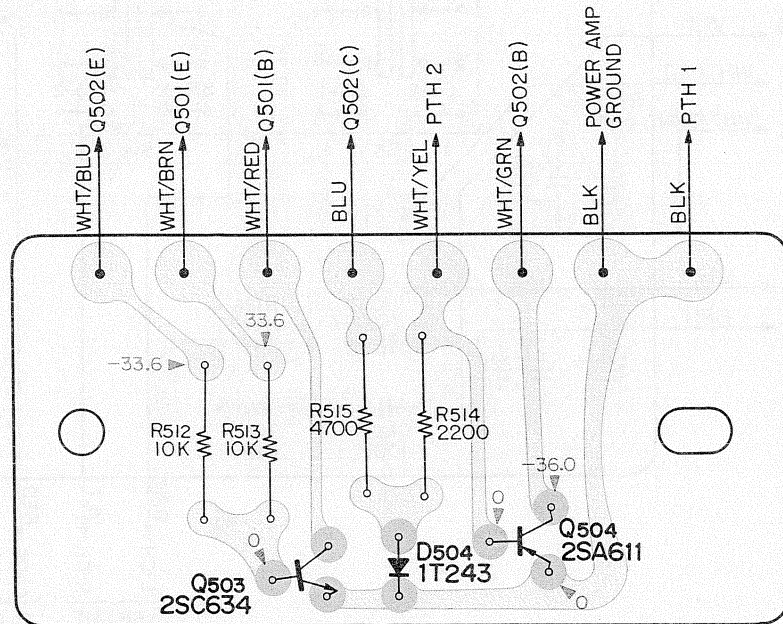 Q502(E)
Q501(E)
Q501(B)
Q502(C)
PTH 2
Q502(B)
POWER AMP
GROUND
PTH 1
WHT/BLU
WHT/BRN
WHT/RED
BLU
WHT/YEL
WHT/GRN
BLK
BLK
33.6
-33.6
R512
10K
R513
10K
R515
4700
R514
2200
-36.0
0
0
Q503
2SC634
D504
1T243
Q504
2SA611
0